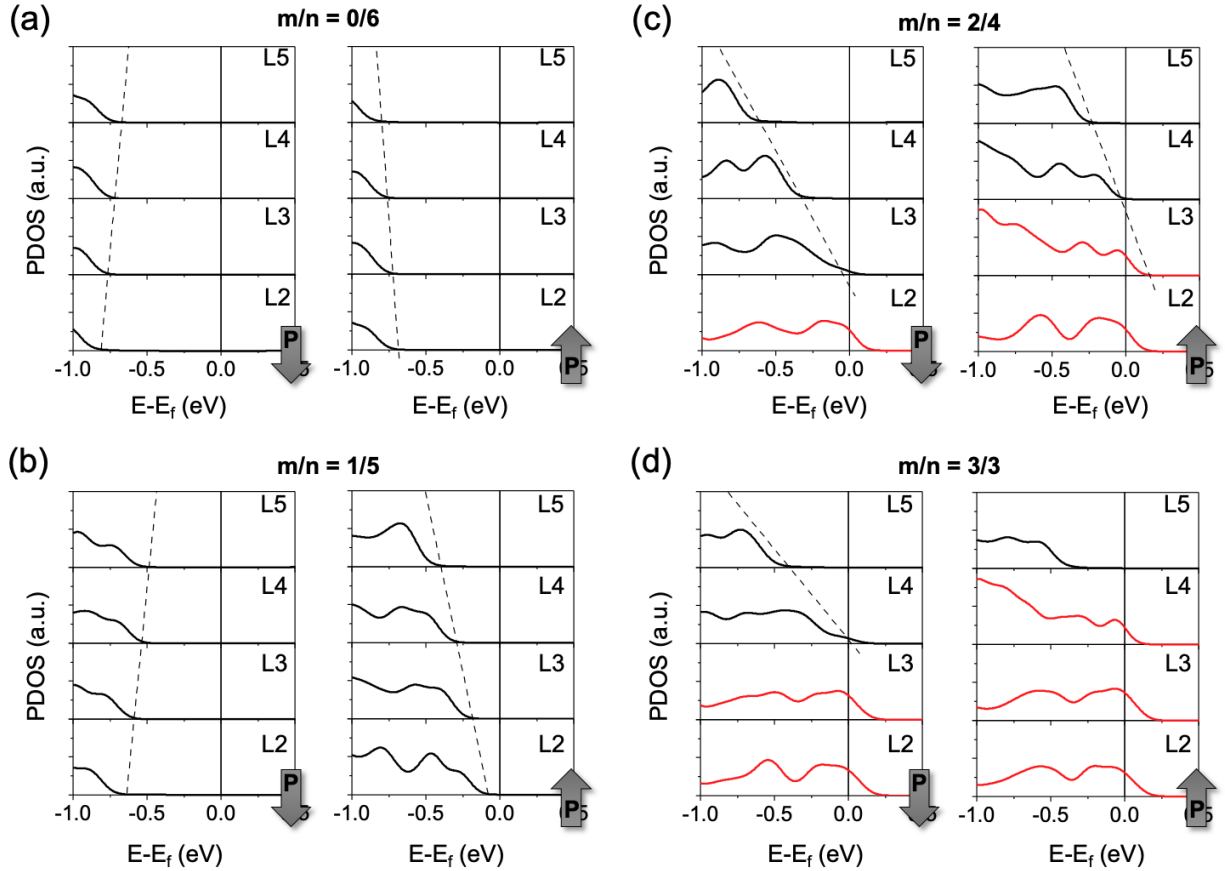 (a)
m/n = 0/6
L5
L4
L3
L2
L5
L4
L3
L2
PDOS (a.u.)
P
P
-1.0 -0.5 0.0
-1.0 -0.5 0.0
E-Ef (eV)
E-Ef (eV)
(c)
m/n = 2/4
L5
L4
L3
L2
L5
L4
L3
L2
PDOS (a.u.)
P
P
-1.0 -0.5 0.0
-1.0 -0.5 0.0
E-Ef (eV)
E-Ef (eV)
(b)
m/n = 1/5
L5
L4
L3
L2
L5
L4
L3
L2
PDOS (a.u.)
P
P
-1.0 -0.5 0.0
-1.0 -0.5 0.0
E-Ef (eV)
E-Ef (eV)
(d)
m/n = 3/3
L5
L4
L3
L2
L5
L4
L3
L2
PDOS (a.u.)
P
P
-1.0 -0.5 0.0
-1.0 -0.5 0.0
E-Ef (eV)
E-Ef (eV)